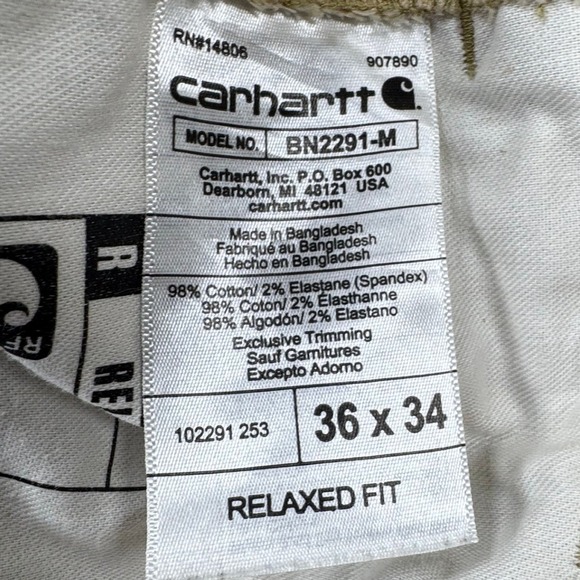 RN#14806 907890
carhartt
MODEL NO. BN2291-M
Carhartt, Inc. P.O. Box 600
Dearborn, MI 48121 USA
carhartt.com
Made in Bangladesh
Fabriqué au Bangladesh
Hecho en Bangladesh
98% Cotton/ 2% Elastane (Spandex)
98% Coton/ 2% Élasthanne
98% Algodón/ 2% Elastano
Exclusive Trimming
Sauf Garnitures
Excepto Adorno
102291 253 36 x 34
RELAXED FIT
R